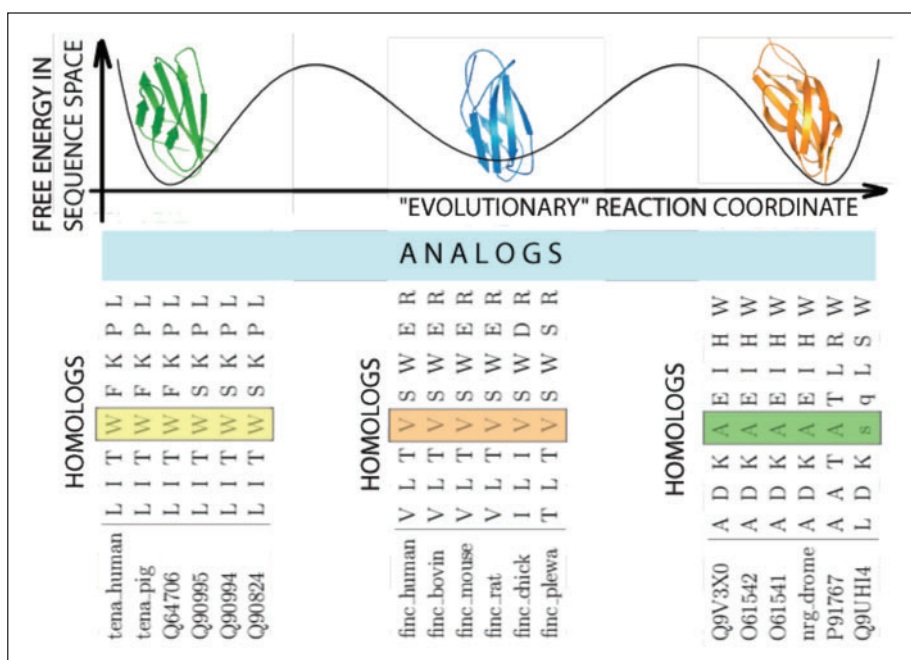 FREE ENERGY IN
SEQUENCE SPACE
"EVOLUTIONARY" REACTION COORDINATE
ANALOGS
HOMOLOGS
tena_human L I T W F K P L
tena_pig L I T W F K P L
Q64706 L I T W F K P L
Q90995 L I T W S K P L
Q90994 L I T W S K P L
Q90824 L I T W S K P L
HOMOLOGS
finc_human V L T V S W E R
finc_bovin V L T V S W E R
finc_mouse V L T V S W E R
finc_rat V L T V S W E R
finc_chick I L I V S W D R
finc_plewa T L T V S W S R
HOMOLOGS
Q9V3X0 A D K A E I H W
O61542 A D K A E I H W
O61541 A D K A E I H W
nrg_drome A D K A E I H W
P91767 A A T A T L R W
Q9UHI4 L D K s q L S W